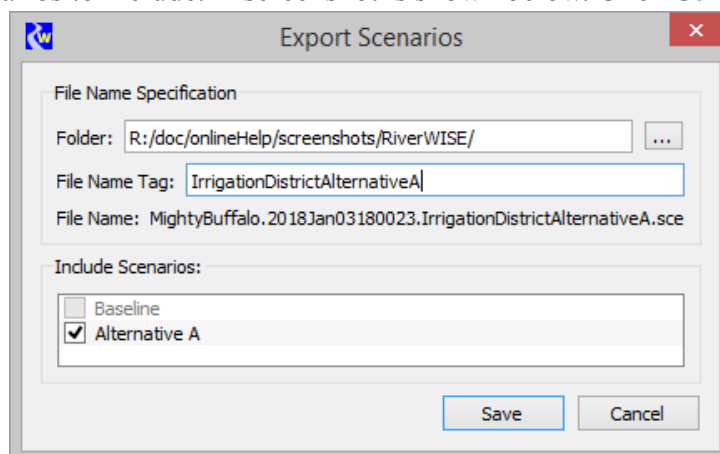 Export Scenarios
File Name Specification
Folder: R:/doc/onlineHelp/screenshots/RiverWISE/ ...
File Name Tag: IrrigationDistrictAlternativeA
File Name: MightyBuffalo.2018Jan03180023.IrrigationDistrictAlternativeA.sce
Include Scenarios:
Baseline
Alternative A
Save Cancel